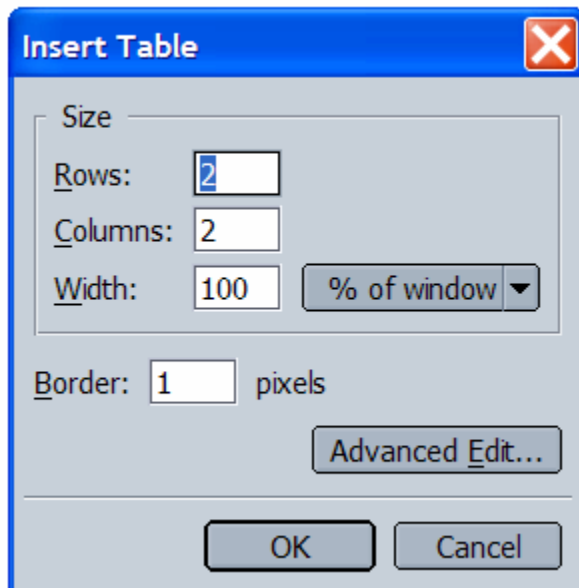 Insert Table
Size
Rows: 2
Columns: 2
Width: 100 % of window
Border: 1 pixels
Advanced Edit...
OK Cancel